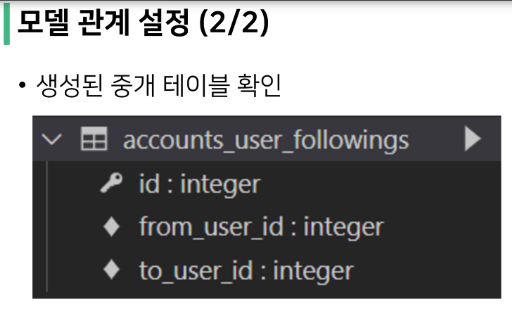 모델 관계 설정 (2/2)
• 생성된 중개 테이블 확인
accounts_user_followings
id : integer
from_user_id : integer
to_user_id : integer